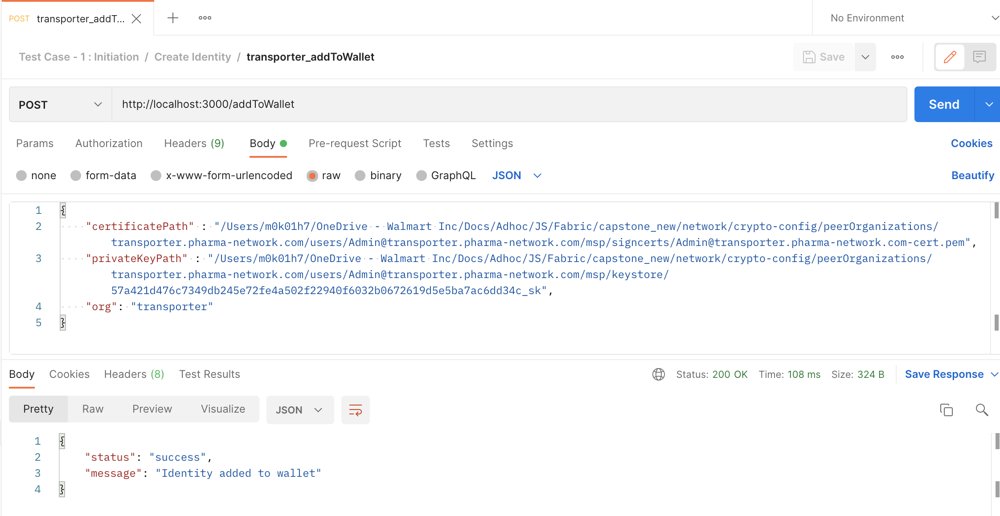 POST transporter_addT...
No Environment
Test Case - 1 : Initiation / Create Identity / transporter_addToWallet
Save
POST http://localhost:3000/addToWallet Send
Params Authorization Headers (9) Body Pre-request Script Tests Settings Cookies
none form-data x-www-form-urlencoded raw binary GraphQL JSON Beautify
1 {
2 "certificatePath" : "/Users/m0k01h7/OneDrive - Walmart Inc/Docs/Adhoc/JS/Fabric/capstone_new/network/crypto-config/peerOrganizations/
transporter.pharma-network.com/users/Admin@transporter.pharma-network.com/msp/signcerts/Admin@transporter.pharma-network.com-cert.pem",
3 "privateKeyPath" : "/Users/m0k01h7/OneDrive - Walmart Inc/Docs/Adhoc/JS/Fabric/capstone_new/network/crypto-config/peerOrganizations/
transporter.pharma-network.com/users/Admin@transporter.pharma-network.com/msp/keystore/
57a421d476c7349db245e72fe4a502f22940f6032b0672619d5e5ba7ac6dd34c_sk",
4 "org": "transporter"
5 }
Body Cookies Headers (8) Test Results Status: 200 OK Time: 108 ms Size: 324 B Save Response
Pretty Raw Preview Visualize JSON
1 {
2 "status": "success",
3 "message": "Identity added to wallet"
4 }